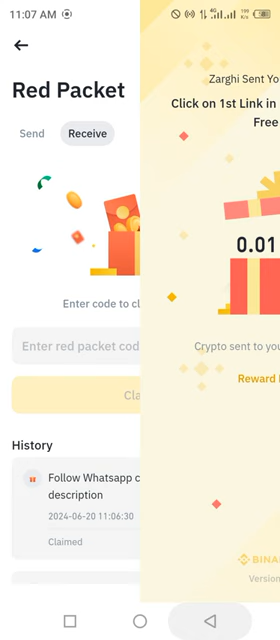 11:07 AM
4G
199
K/s
Red Packet
Send
Receive
Enter code to cl
Enter red packet cod
Cla
History
Follow Whatsapp c
description
2024-06-20 11:06:30
Claimed
Zarghi Sent Yo
Click on 1st Link in
Free
0.01
Crypto sent to you
Reward
BINAN
Version